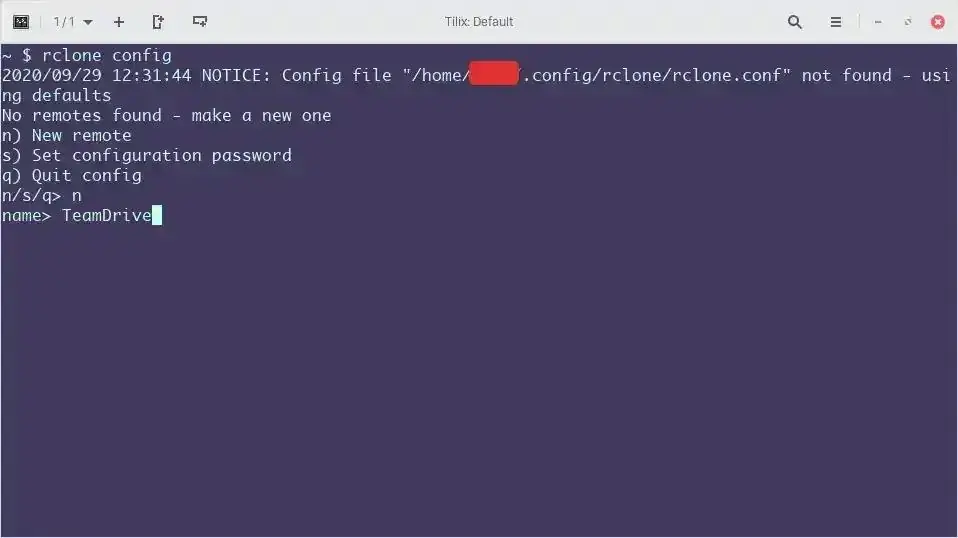 1/1
Tilix: Default
~ $ rclone config
2020/09/29 12:31:44 NOTICE: Config file "/home/ .config/rclone/rclone.conf" not found - usi
ng defaults
No remotes found - make a new one
n) New remote
s) Set configuration password
q) Quit config
n/s/q> n
name> TeamDrive